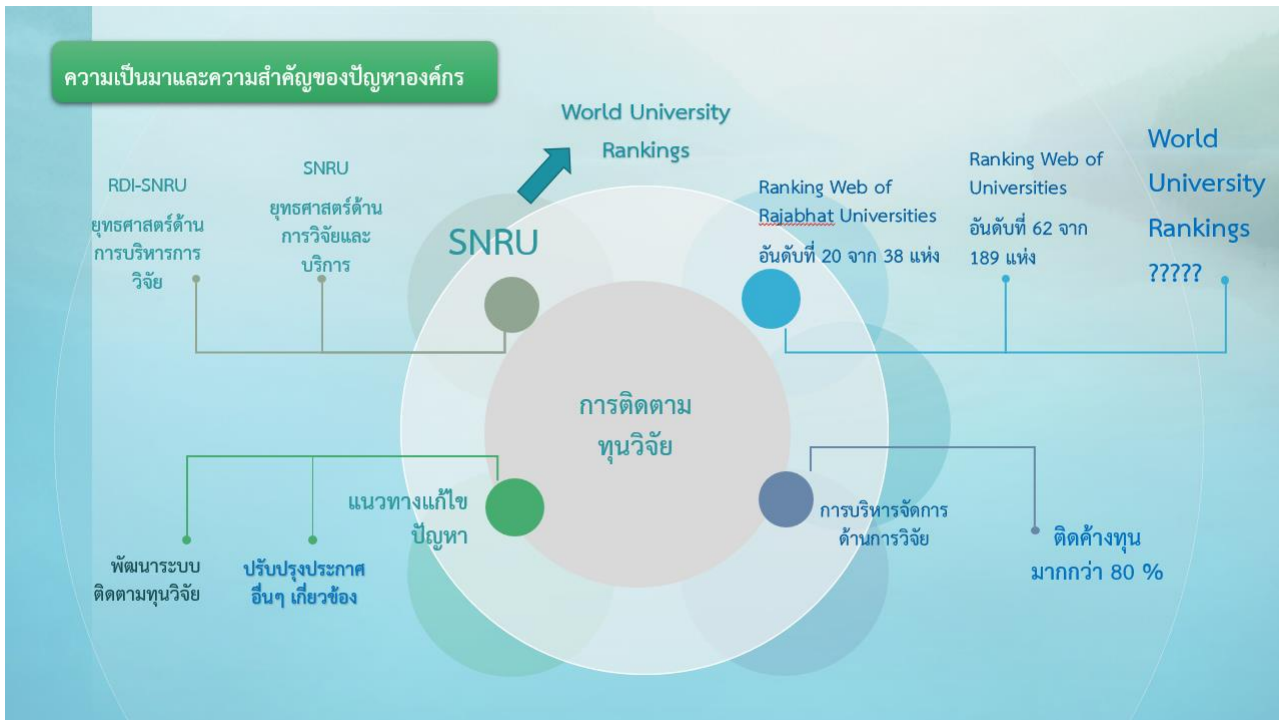 ความเป็นมาและความสำคัญของปัญหาองค์กร
World University
Rankings
RDI-SNRU
ยุทธศาสตร์ด้าน
การบริหารการ
วิจัย
SNRU
ยุทธศาสตร์ด้าน
การวิจัยและ
บริการ
SNRU
Ranking Web of
Rajabhat Universities
อันดับที่ 20 จาก 38 แห่ง
Ranking Web of
Universities
อันดับที่ 62 จาก
189 แห่ง
World
University
Rankings
?????
การติดตาม
ทุนวิจัย
แนวทางแก้ไข
ปัญหา
พัฒนาระบบ
ติดตามทุนวิจัย
ปรับปรุงประกาศ
อื่นๆ เกี่ยวข้อง
การบริหารจัดการ
ด้านการวิจัย
ติดค้างทุน
มากกว่า 80 %